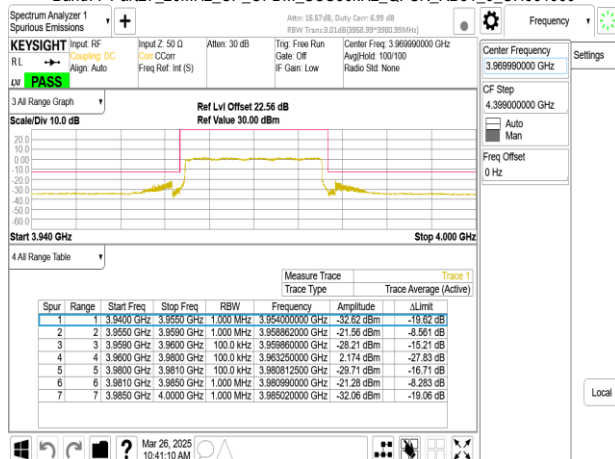 Spectrum Analyzer 1
Spurious Emissions
Attn: 15.57dB, Duty Corr: 6.99 dB
RBW Trans:3.01dB(3958.99~3980.99MHz)
Frequency
KEYSIGHT
Input: RF
Coupling: DC
Align: Auto
Input Z: 50 Ω
Corr CCorr
Freq Ref: Int (S)
Atten: 30 dB
Trig: Free Run
Gate: Off
IF Gain: Low
Center Freq: 3.969990000 GHz
Avg|Hold: 100/100
Radio Std: None
RL
PASS
Center Frequency
3.969990000 GHz
Settings
CF Step
4.399000000 GHz
Auto
Man
Freq Offset
0 Hz
3 All Range Graph
Scale/Div 10.0 dB
Ref Lvl Offset 22.56 dB
Ref Value 30.00 dBm
20.0
10.0
0.00
-10.0
-20.0
-30.0
-40.0
-50.0
-60.0
Start 3.940 GHz
Stop 4.000 GHz
4 All Range Table
Measure Trace Trace 1
Trace Type Trace Average (Active)
Spur Range Start Freq Stop Freq RBW Frequency Amplitude ΔLimit
1 1 3.9400 GHz 3.9550 GHz 1.000 MHz 3.954000000 GHz -32.62 dBm -19.62 dB
2 2 3.9550 GHz 3.9590 GHz 1.000 MHz 3.958862000 GHz -21.56 dBm -8.561 dB
3 3 3.9590 GHz 3.9600 GHz 100.0 kHz 3.959860000 GHz -28.21 dBm -15.21 dB
4 4 3.9600 GHz 3.9800 GHz 100.0 kHz 3.963250000 GHz 2.174 dBm -27.83 dB
5 5 3.9800 GHz 3.9810 GHz 100.0 kHz 3.980812500 GHz -29.71 dBm -16.71 dB
6 6 3.9810 GHz 3.9850 GHz 1.000 MHz 3.980990000 GHz -21.28 dBm -8.283 dB
7 7 3.9850 GHz 4.0000 GHz 1.000 MHz 3.985020000 GHz -32.06 dBm -19.06 dB
Local
Mar 26, 2025
10:41:10 AM